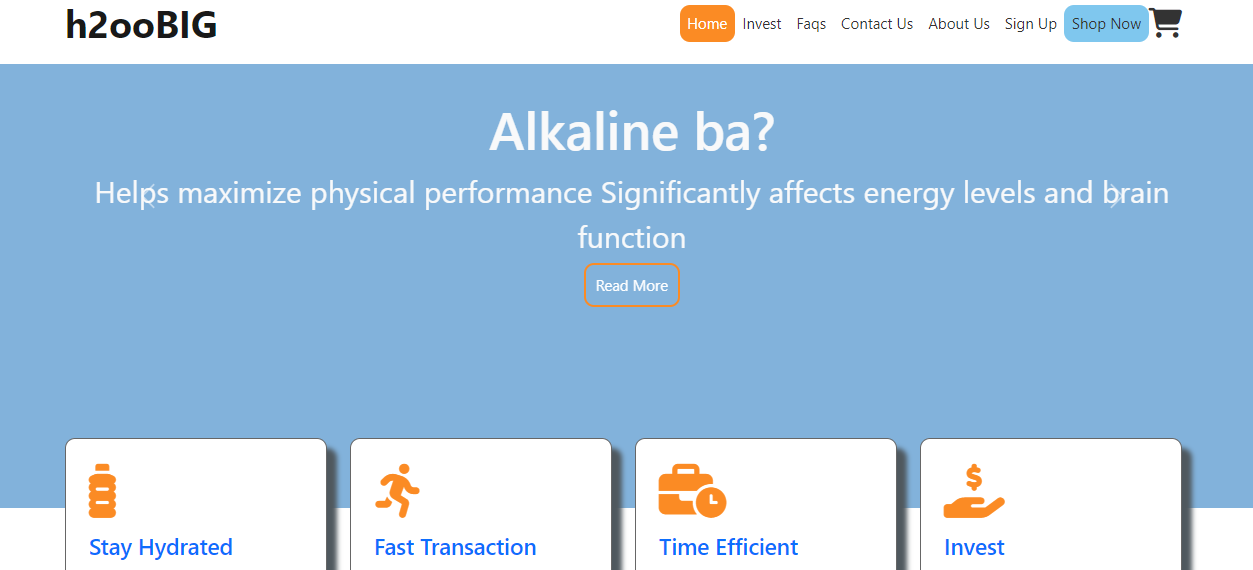 h2ooBIG
Home Invest Faqs Contact Us About Us Sign Up Shop Now
Alkaline ba?
Helps maximize physical performance Significantly affects energy levels and brain
function
Read More
$
Stay Hydrated
Fast Transaction
Time Efficient
Invest